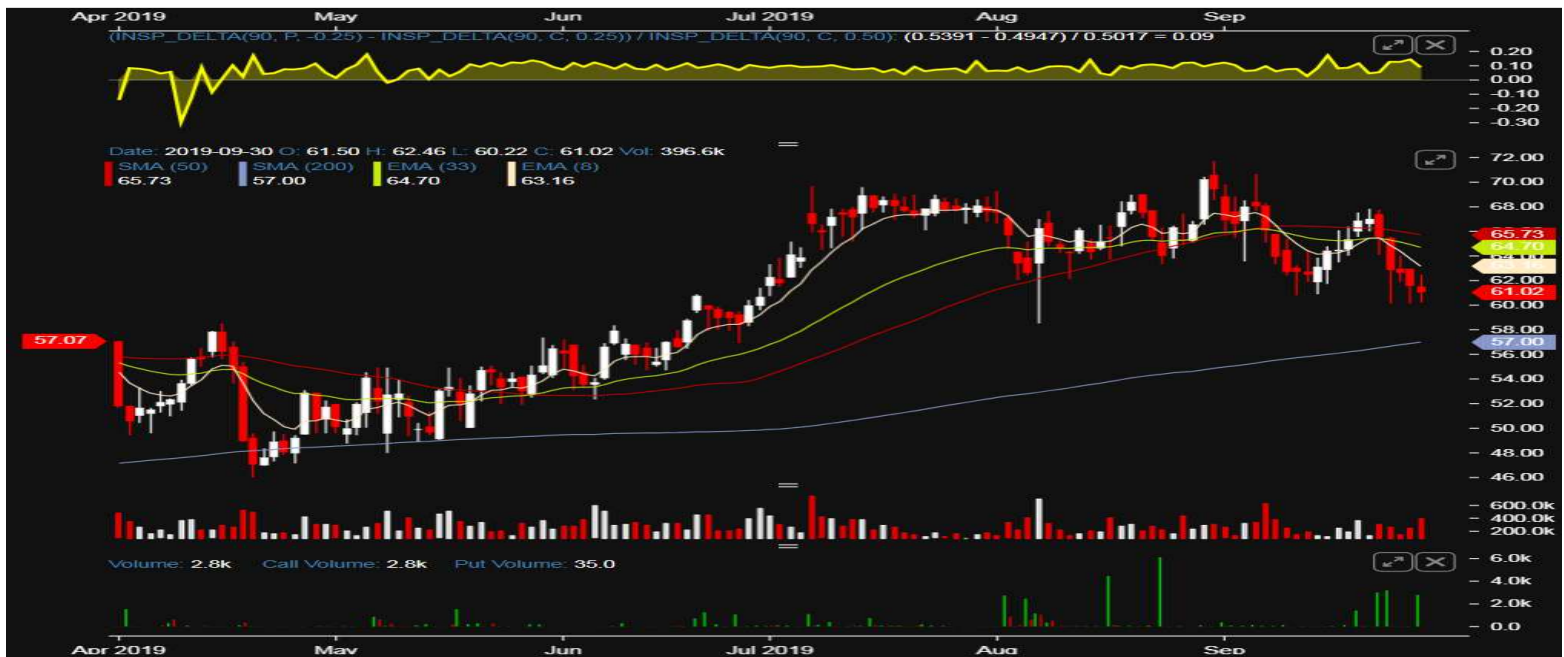 Apr 2019 May Jun Jul 2019 Aug Sep
(INSP_DELTA(90, P, -0.25) - INSP_DELTA(90, C, 0.25)) / INSP_DELTA(90, C, 0.50): (0.5391 - 0.4947) / 0.5017 = 0.09
0.20
0.10
0.00
-0.10
-0.20
-0.30
Date: 2019-09-30 O: 61.50 H: 62.46 L: 60.22 C: 61.02 Vol: 396.6k
SMA (50) SMA (200) EMA (33) EMA (8)
65.73 57.00 64.70 63.16
72.00
70.00
68.00
65.73
64.70
64.00
62.00
61.02
60.00
58.00
57.07
57.00
56.00
54.00
52.00
50.00
48.00
46.00
600.0k
400.0k
200.0k
Volume: 2.8k Call Volume: 2.8k Put Volume: 35.0
6.0k
4.0k
2.0k
0.0
Apr 2019 May Jun Jul 2019 Aug Sep